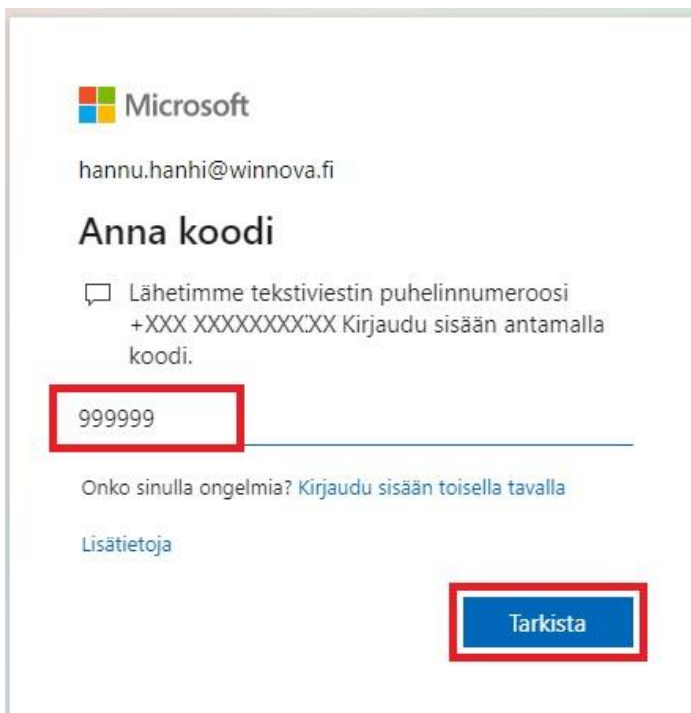 Microsoft
hannu.hanhi@winnova.fi
Anna koodi
Lähetimme tekstiviestin puhelinnumeroosi
+XXX XXXXXXXXXX Kirjaudu sisään antamalla
koodi.
999999
Onko sinulla ongelmia? Kirjaudu sisään toisella tavalla
Lisätietoja
Tarkista